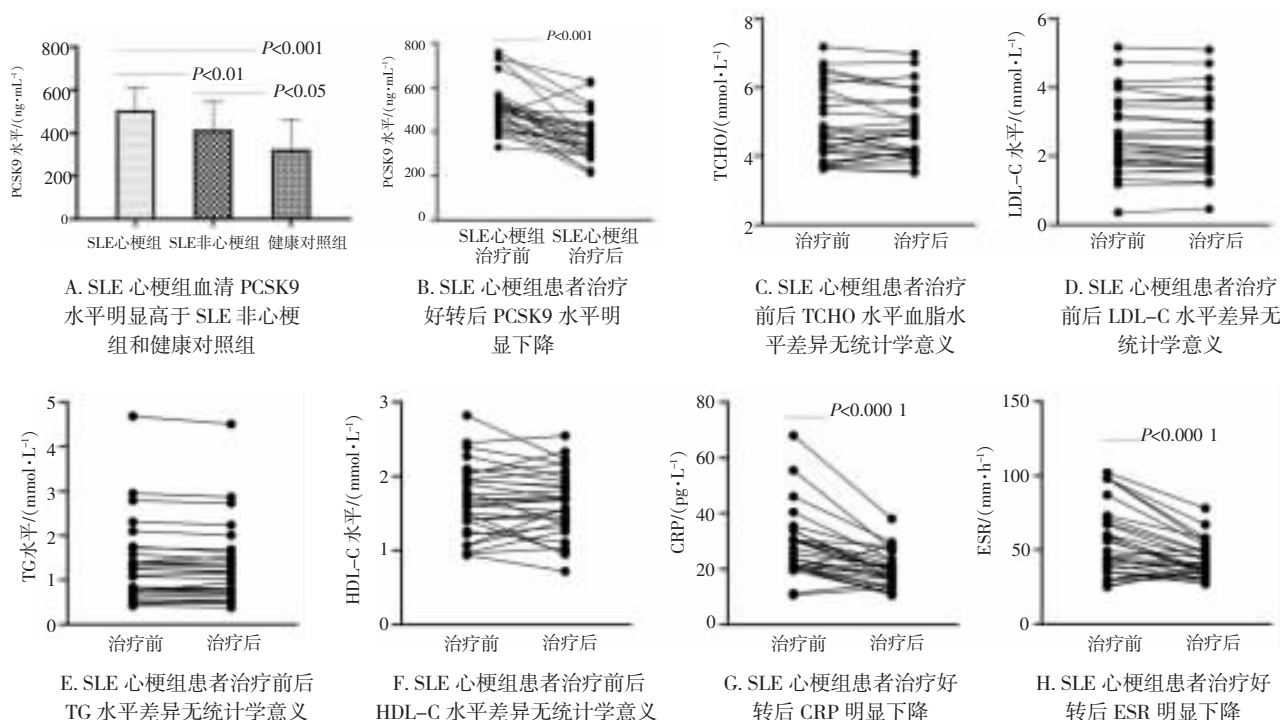 PCSK9 水平/(ng·mL⁻¹)
800
600
400
200
0
P<0.001
P<0.01
P<0.05
SLE心梗组
SLE非心梗组
健康对照组
A. SLE 心梗组血清 PCSK9
水平明显高于 SLE 非心梗
组和健康对照组
PCSK9 水平/(ng·mL⁻¹)
800
600
400
200
0
P<0.001
SLE心梗组 SLE心梗组
治疗前 治疗后
B. SLE 心梗组患者治疗
好转后 PCSK9 水平明
显下降
TCHO/(mmol·L⁻¹)
8
6
4
2
治疗前 治疗后
C. SLE 心梗组患者治疗
前后 TCHO 水平血脂水
平差异无统计学意义
LDL-C 水平/(mmol·L⁻¹)
6
4
2
0
治疗前 治疗后
D. SLE 心梗组患者治疗
前后 LDL-C 水平差异无
统计学意义
TG水平/(mmol·L⁻¹)
5
4
3
2
1
0
治疗前 治疗后
E. SLE 心梗组患者治疗前后
TG 水平差异无统计学意义
HDL-C 水平/(mmol·L⁻¹)
3
2
1
0
治疗前 治疗后
F. SLE 心梗组患者治疗前后
HDL-C 水平差异无统计学意义
CRP/(pg·L⁻¹)
80
60
40
20
0
P<0.000 1
治疗前 治疗后
G. SLE 心梗组患者治疗好
转后 CRP 明显下降
ESR/(mm·h⁻¹)
150
100
50
0
P<0.000 1
治疗前 治疗后
H. SLE 心梗组患者治疗好
转后 ESR 明显下降